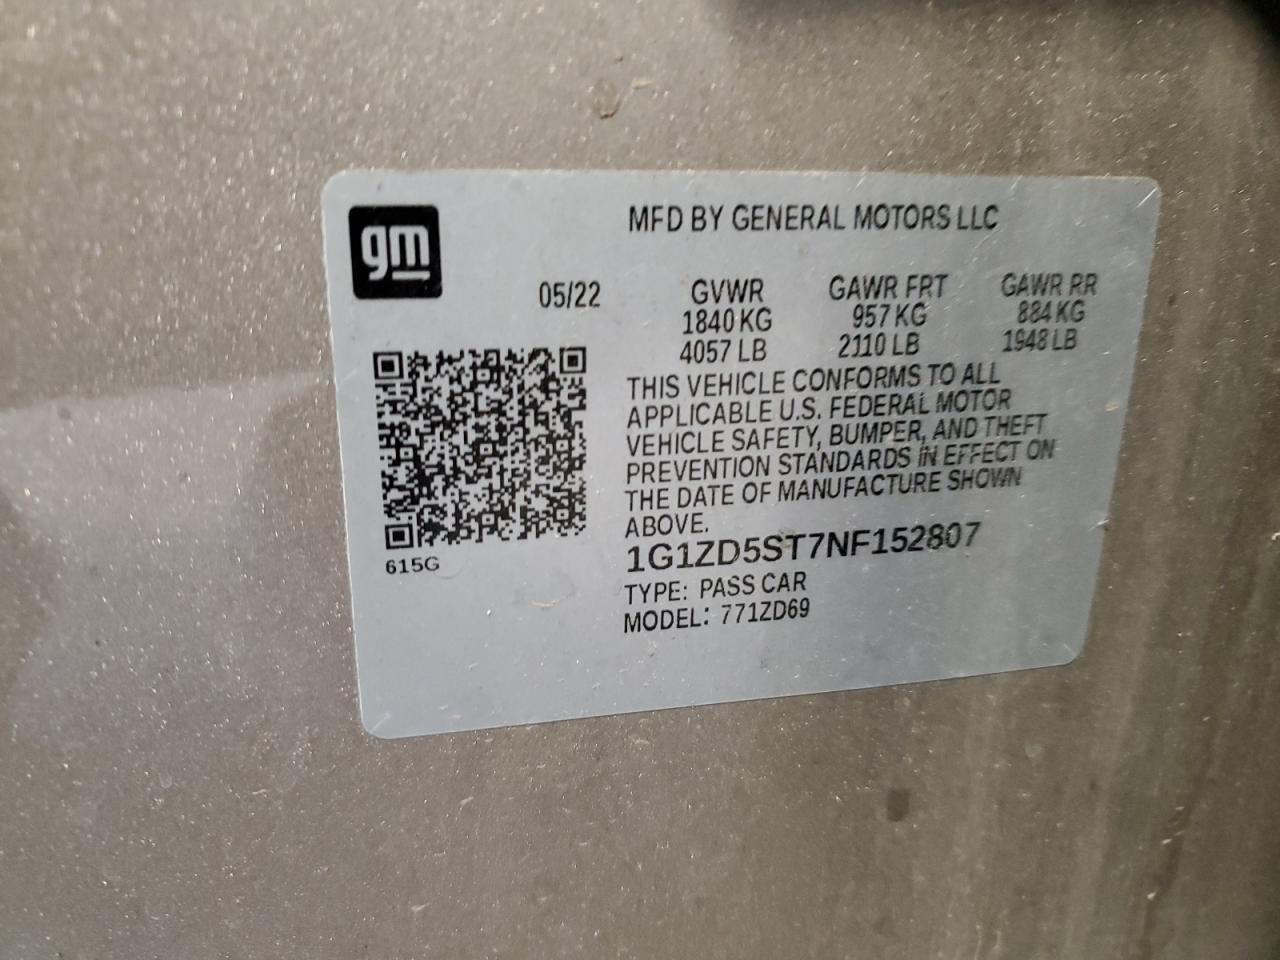 gm
MFD BY GENERAL MOTORS LLC
05/22 GVWR GAWR FRT GAWR RR
1840 KG 957 KG 884 KG
4057 LB 2110 LB 1948 LB
THIS VEHICLE CONFORMS TO ALL
APPLICABLE U.S. FEDERAL MOTOR
VEHICLE SAFETY, BUMPER, AND THEFT
PREVENTION STANDARDS IN EFFECT ON
THE DATE OF MANUFACTURE SHOWN
ABOVE.
1G1ZD5ST7NF152807
TYPE: PASS CAR
MODEL: 771ZD69
615G